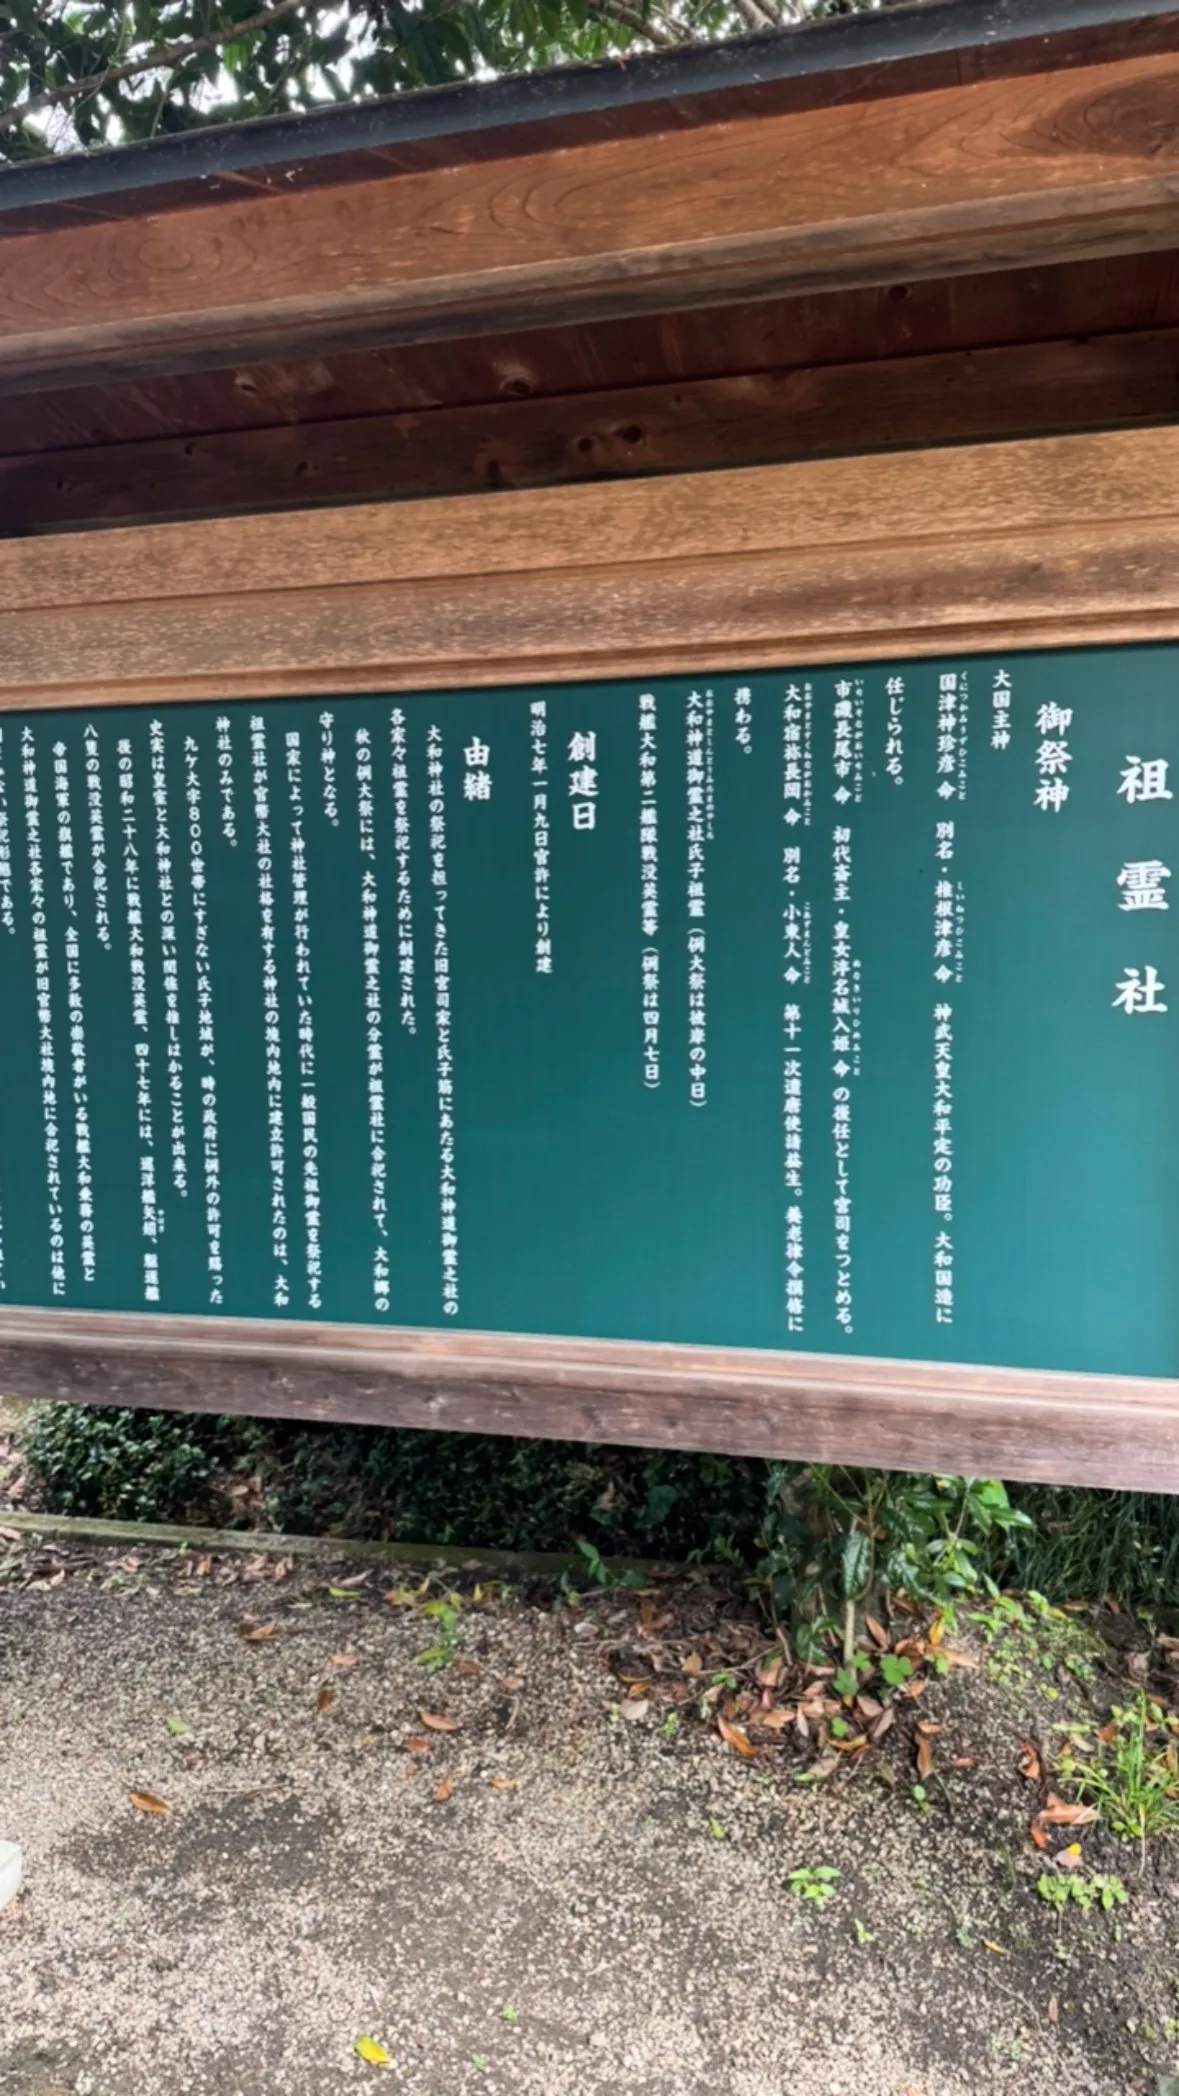 祖霊社
御祭神
大国主神
国津神珍彦命 別名・椎根津彦命 神武天皇大和平定の功臣。大和国造に
任じられる。
市磯長尾市命 初代斎主・皇女渟名城入姫命の後任として宮司をつとめる。
大和宿祢長岡命 別名・小東人命 第十一次遣唐使請益生。養老律令撰修に
携わる。
大和神道御霊之社氏子祖霊(例大祭は彼岸の中日)
戦艦大和第二艦隊戦没英霊等(例祭は四月七日)
創建日
明治七年一月九日官許により創建
由緒
大和神社の祭祀を担ってきた旧宮司家と氏子筋にあたる大和神道御霊之社の
各家々祖霊を祭祀するために創建された。
秋の例大祭には、大和神道御霊之社の分霊が祖霊社に合祀されて、大和郷の
守り神となる。
国家によって神社管理が行われていた時代に一般国民の先祖御霊を祭祀する
祖霊社が官幣大社の社格を有する神社の境内地内に建立許可されたのは、大和
神社のみである。
九ケ大字800世帯にすぎない氏子地域が、時の政府に例外の許可を賜った
史実は皇室と大和神社との深い関係を推しはかることが出来る。
後の昭和二十八年に戦艦大和戦没英霊、四十七年には、巡洋艦矢矧、駆逐艦
八隻の戦没英霊が合祀される。
帝国海軍の旗艦であり、全国に多数の崇敬者がいる戦艦大和乗務の英霊と
大和神道御霊之社各家々の祖霊が旧官幣大社境内地に合祀されているのは他に
ない祭祀形態である。